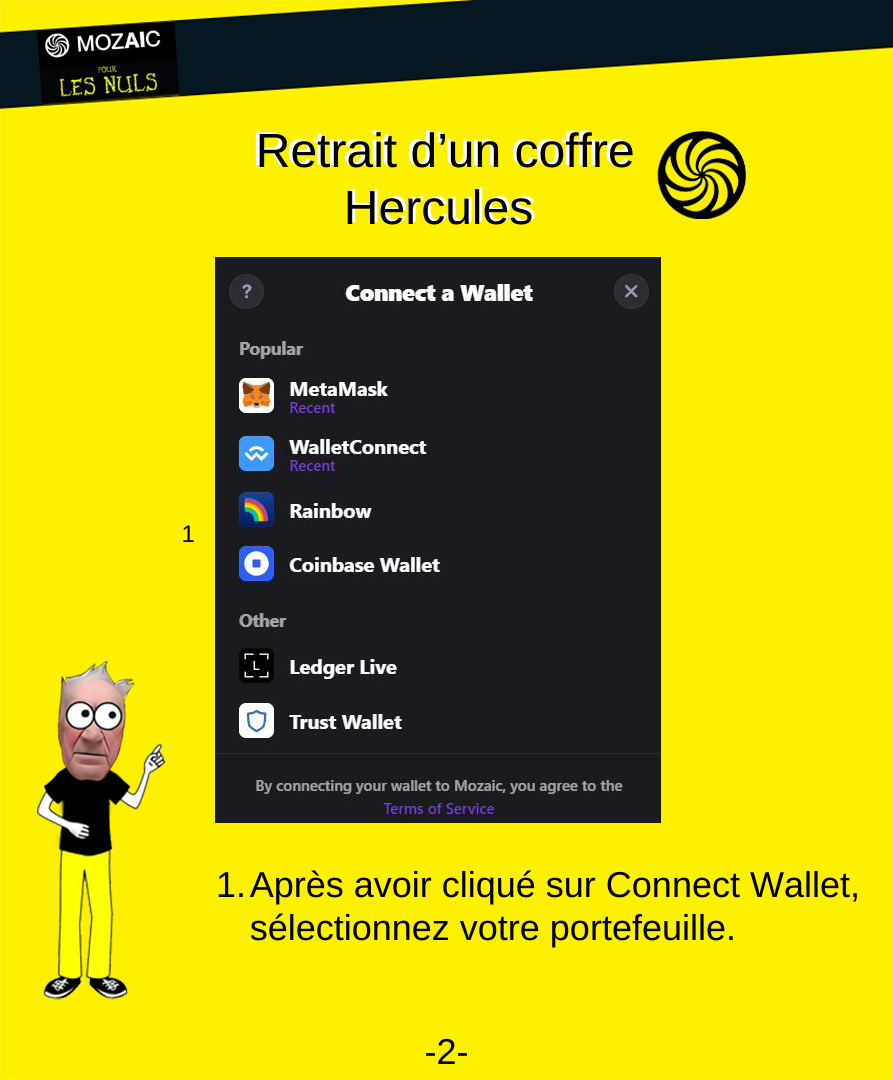 MOZAIC
POUR
LES NULS
Retrait d’un coffre
Hercules
?
Connect a Wallet
Popular
MetaMask
Recent
WalletConnect
Recent
Rainbow
1
Coinbase Wallet
Other
Ledger Live
Trust Wallet
By connecting your wallet to Mozaic, you agree to the
Terms of Service
1. Après avoir cliqué sur Connect Wallet,
sélectionnez votre portefeuille.
-2-